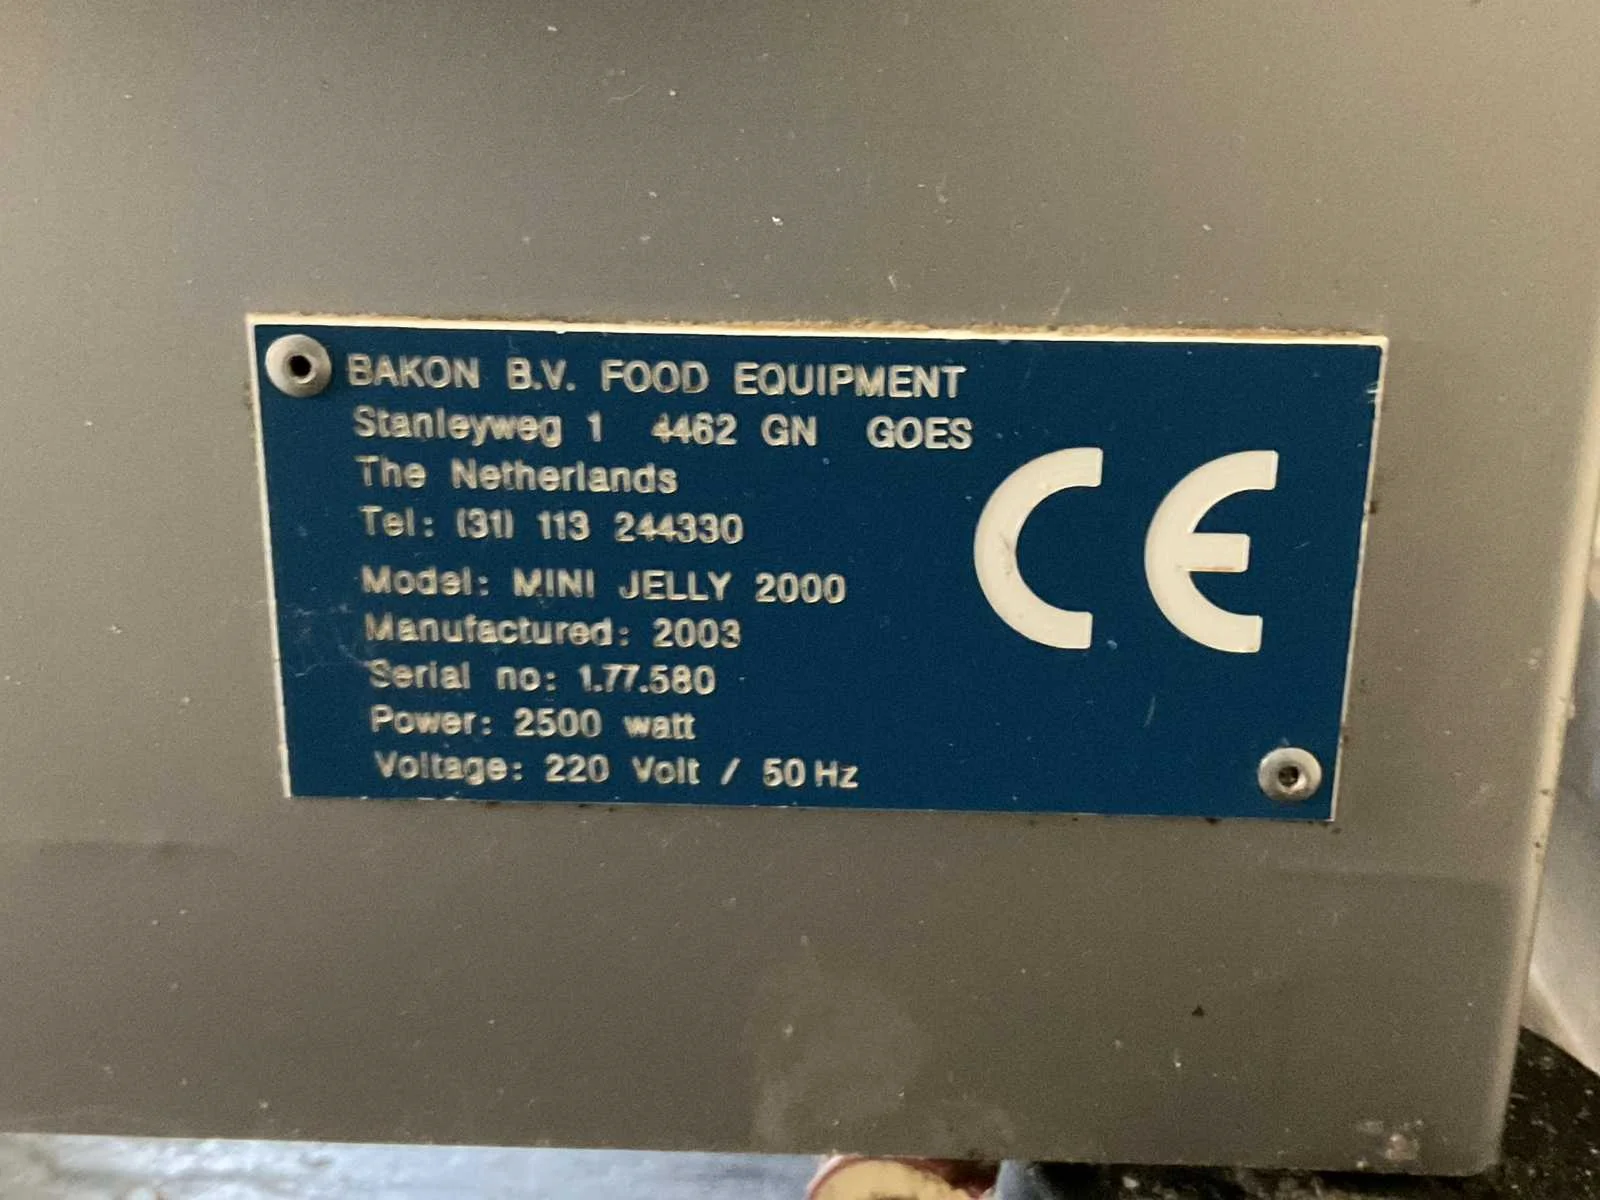 BAKON B.V. FOOD EQUIPMENT
Stanleyweg 1 4462 GN GOES
The Netherlands
Tel: (31) 113 244330
CE
Model: MINI JELLY 2000
Manufactured: 2003
Serial no: 1.77.580
Power: 2500 watt
Voltage: 220 Volt / 50 Hz